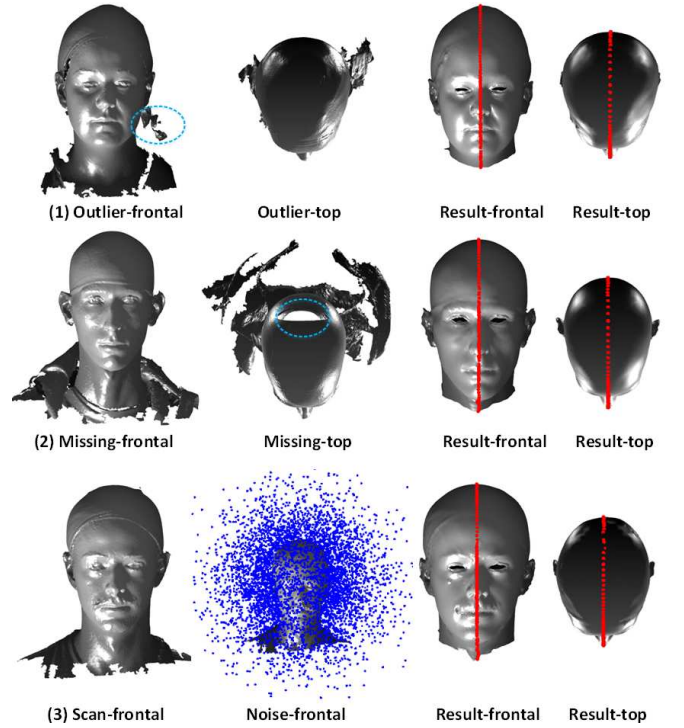 (1) Outlier-frontal Outlier-top Result-frontal Result-top
(2) Missing-frontal Missing-top Result-frontal Result-top
(3) Scan-frontal Noise-frontal Result-frontal Result-top